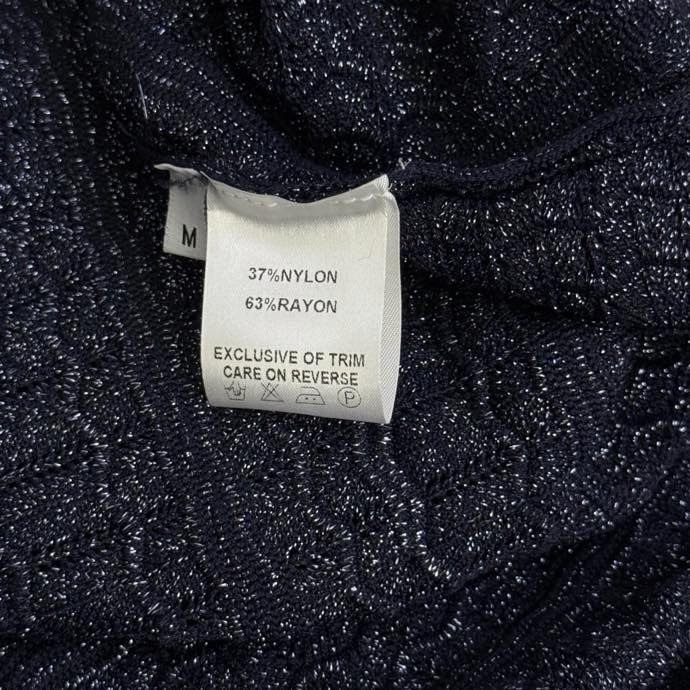 M
37%NYLON
63%RAYON
EXCLUSIVE OF TRIM
CARE ON REVERSE
P